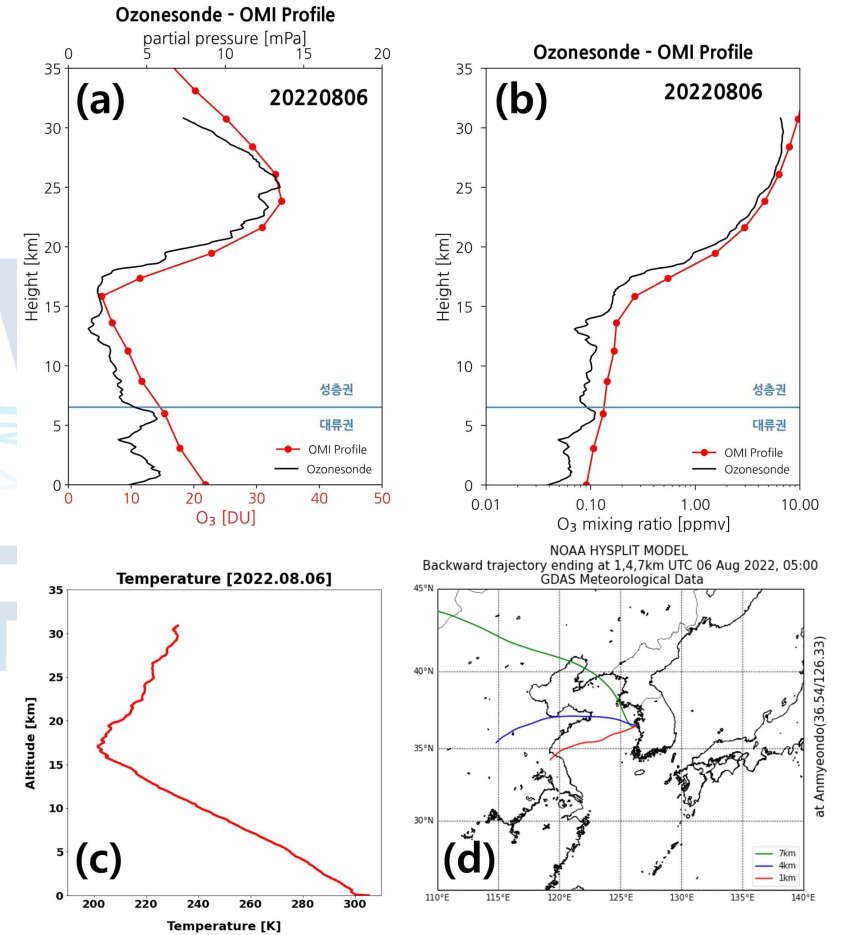 Ozonesonde - OMI Profile
partial pressure [mPa]
0 5 10 15 20
(a)
20220806
35
30
25
20
15
10
5
0
Height [km]
성층권
대류권
OMI Profile
Ozonesonde
0 10 20 30 40 50
O₃ [DU]
Ozonesonde - OMI Profile
(b)
20220806
35
30
25
20
15
10
5
0
Height [km]
성층권
대류권
OMI Profile
Ozonesonde
0.01 0.10 1.00 10.00
O₃ mixing ratio [ppmv]
Temperature [2022.08.06]
35
30
25
20
15
10
5
0
Altitude [km]
(c)
200 220 240 260 280 300
Temperature [K]
NOAA HYSPLIT MODEL
Backward trajectory ending at 1,4,7km UTC 06 Aug 2022, 05:00
GDAS Meteorological Data
45°N
40°N
35°N
30°N
(d)
7km
4km
1km
110°E 115°E 120°E 125°E 130°E 135°E 140°E
at Anmyeondo(36.54/126.33)